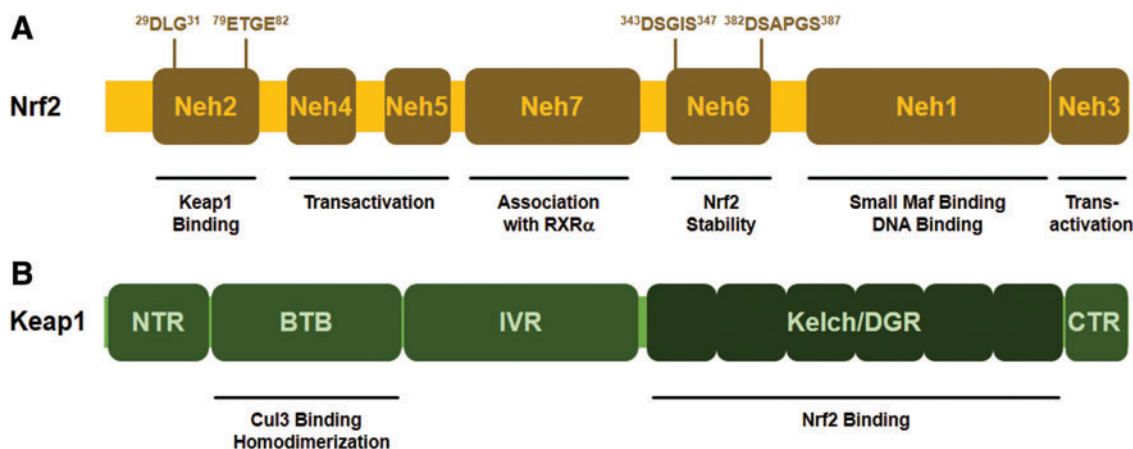 A
²⁹DLG³¹ ⁷⁹ETGE⁸² ³⁴³DSGIS³⁴⁷ ³⁸²DSAPGS³⁸⁷
Nrf2 Neh2 Neh4 Neh5 Neh7 Neh6 Neh1 Neh3
Keap1 Transactivation Association Nrf2 Small Maf Binding Trans-
Binding with RXRα Stability DNA Binding activation
B
Keap1 NTR BTB IVR Kelch/DGR CTR
Cul3 Binding Nrf2 Binding
Homodimerization